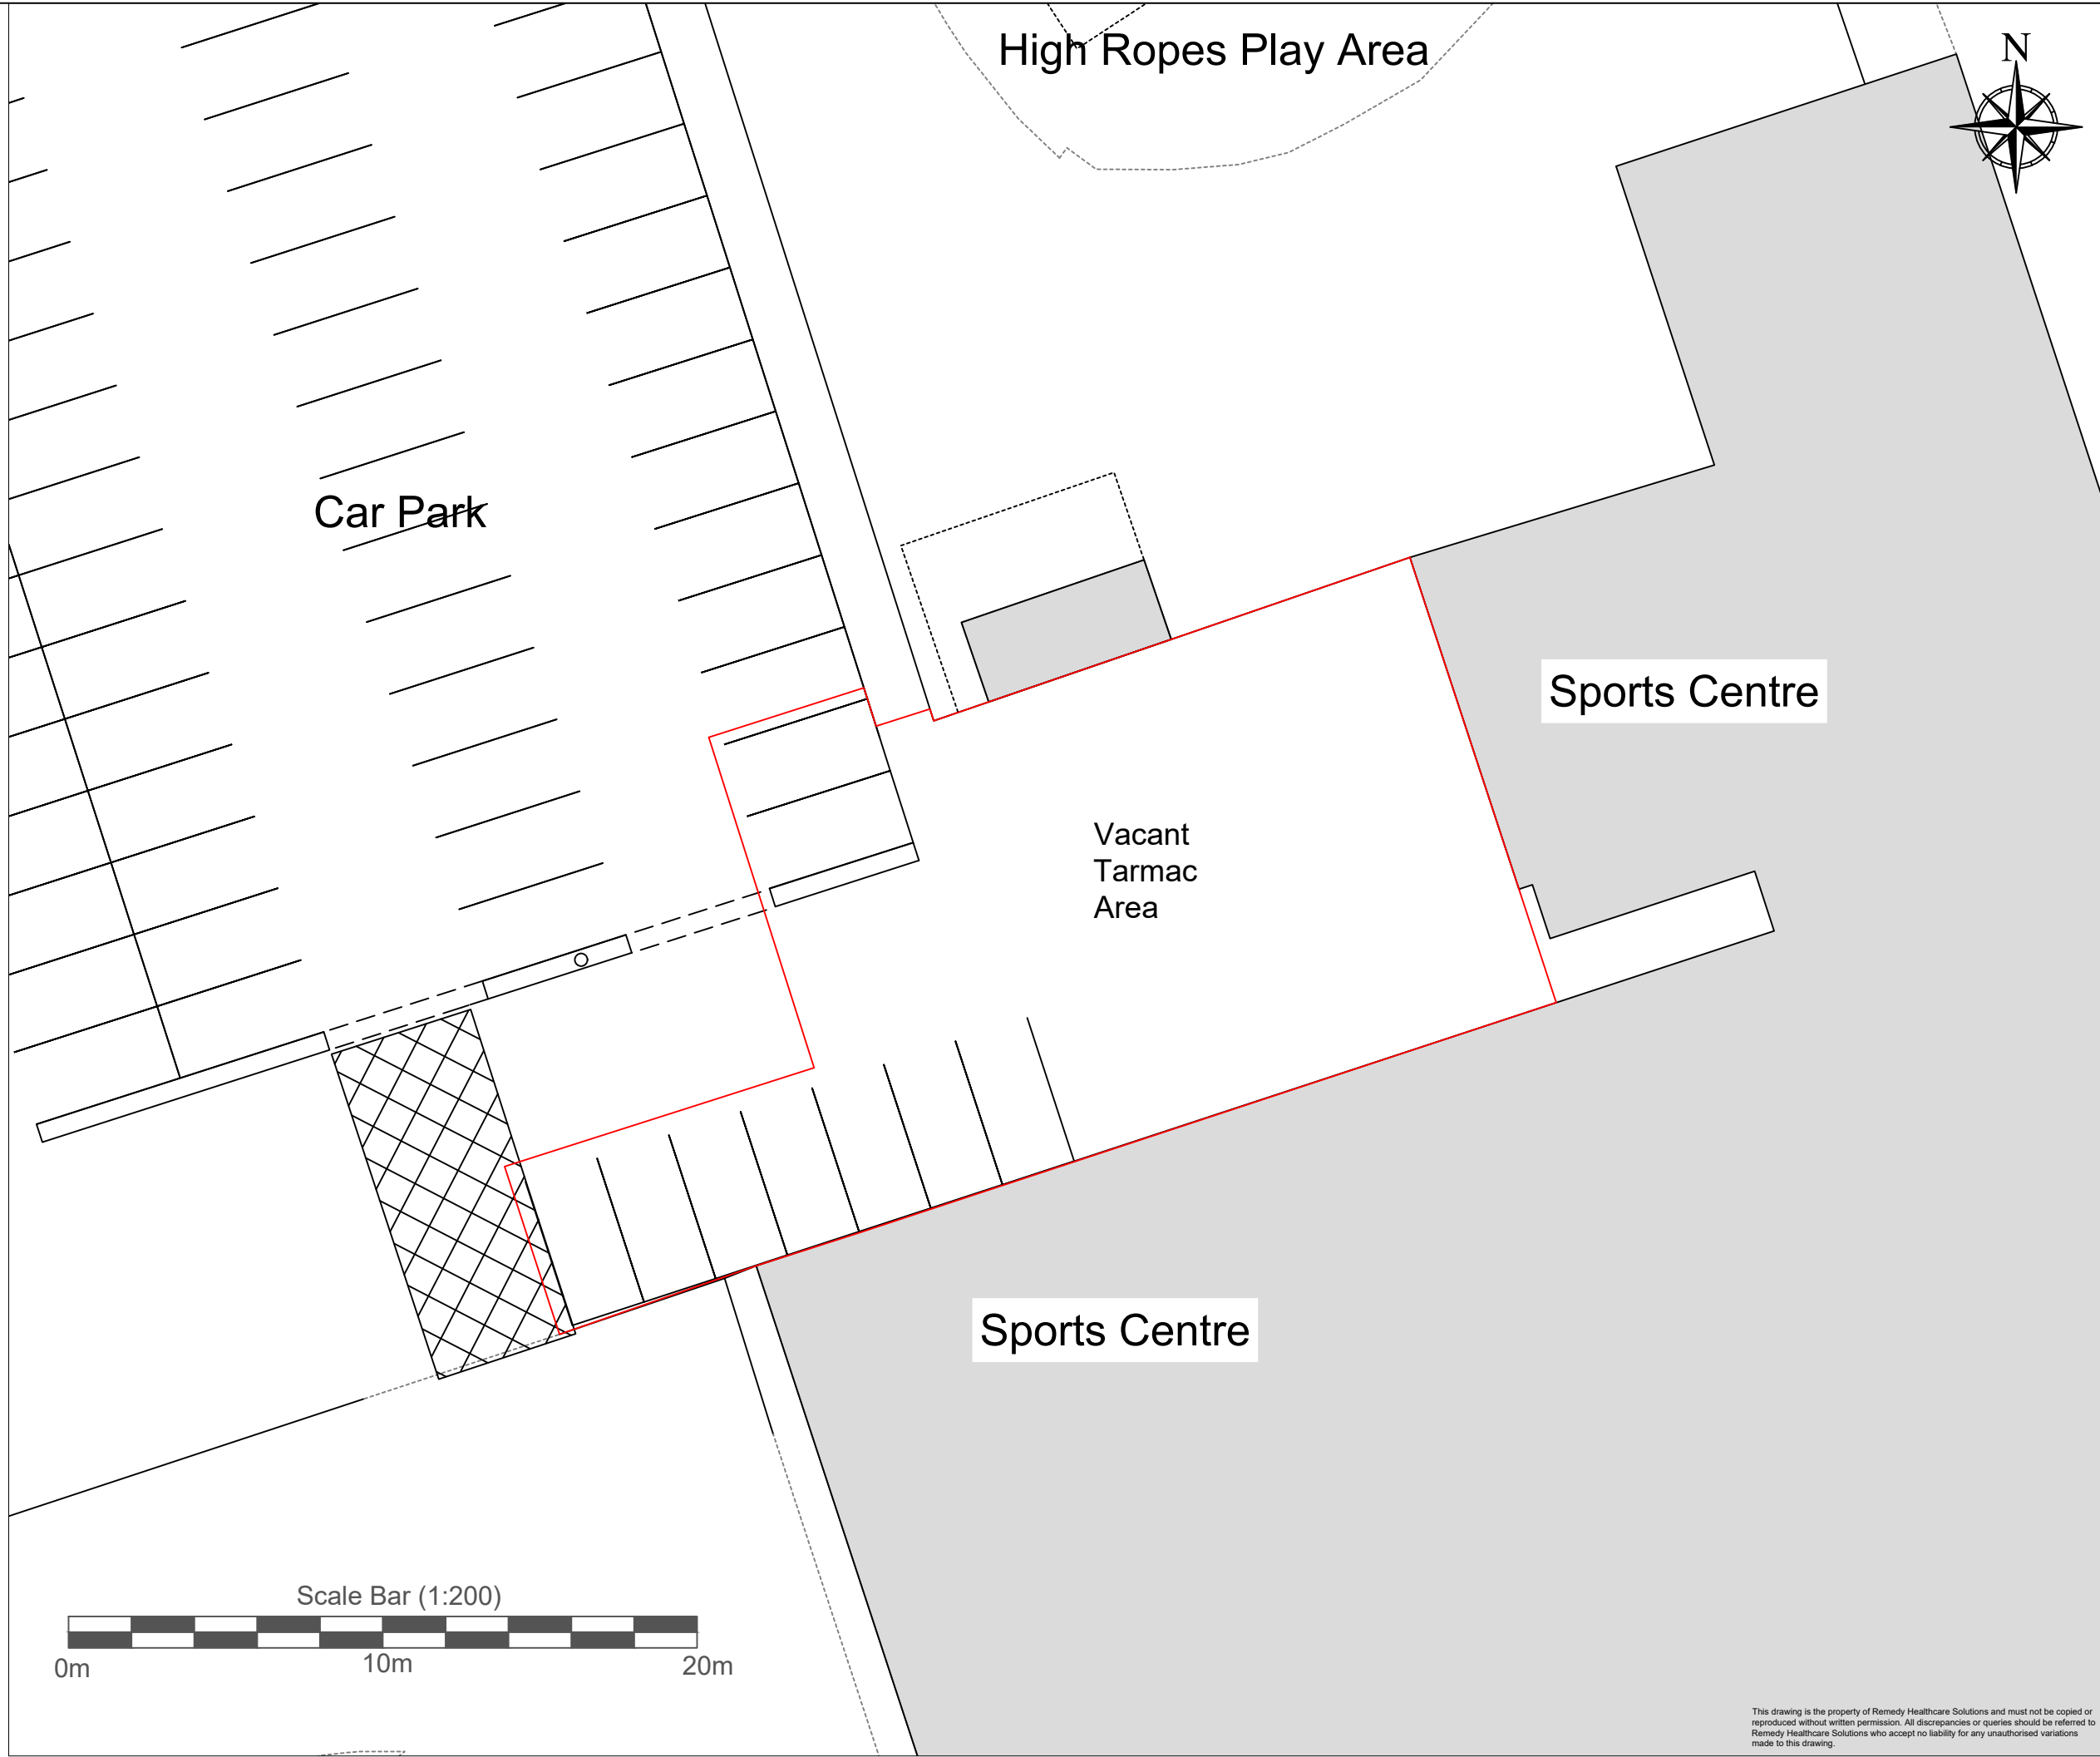 High Ropes Play Area
N
Car Park
Sports Centre
Vacant
Tarmac
Area
Sports Centre
Scale Bar (1:200)
0m
10m
20m
This drawing is the property of Remedy Healthcare Solutions and must not be copied or
reproduced without written permission. All discrepancies or queries should be referred to
Remedy Healthcare Solutions who accept no liability for any unauthorised variations
made to this drawing.